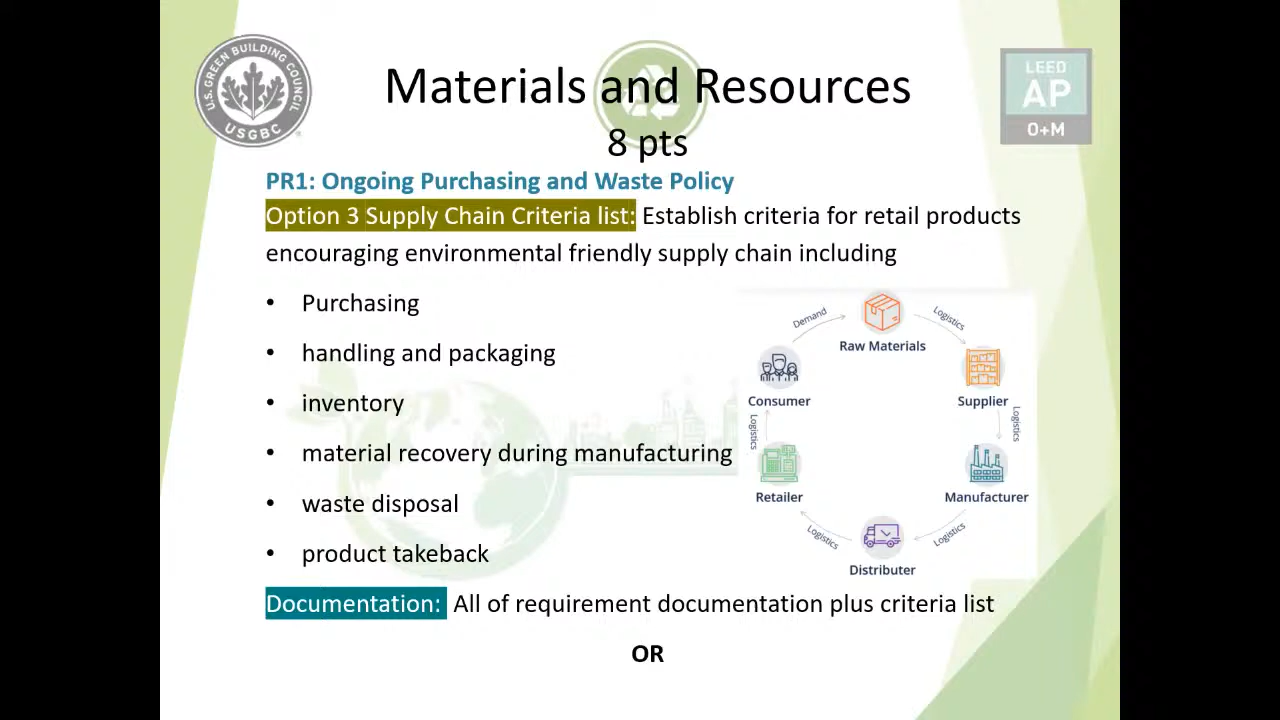 U.S. GREEN BUILDING COUNCIL
USGBC
LEED
AP
O+M
Materials and Resources
8 pts
PR1: Ongoing Purchasing and Waste Policy
Option 3 Supply Chain Criteria list: Establish criteria for retail products
encouraging environmental friendly supply chain including
• Purchasing
• handling and packaging
• inventory
• material recovery during manufacturing
• waste disposal
• product takeback
Demand
Raw Materials
Logistics
Consumer
Supplier
Logistics
Logistics
Retailer
Manufacturer
Logistics
Logistics
Distributer
Documentation: All of requirement documentation plus criteria list
OR